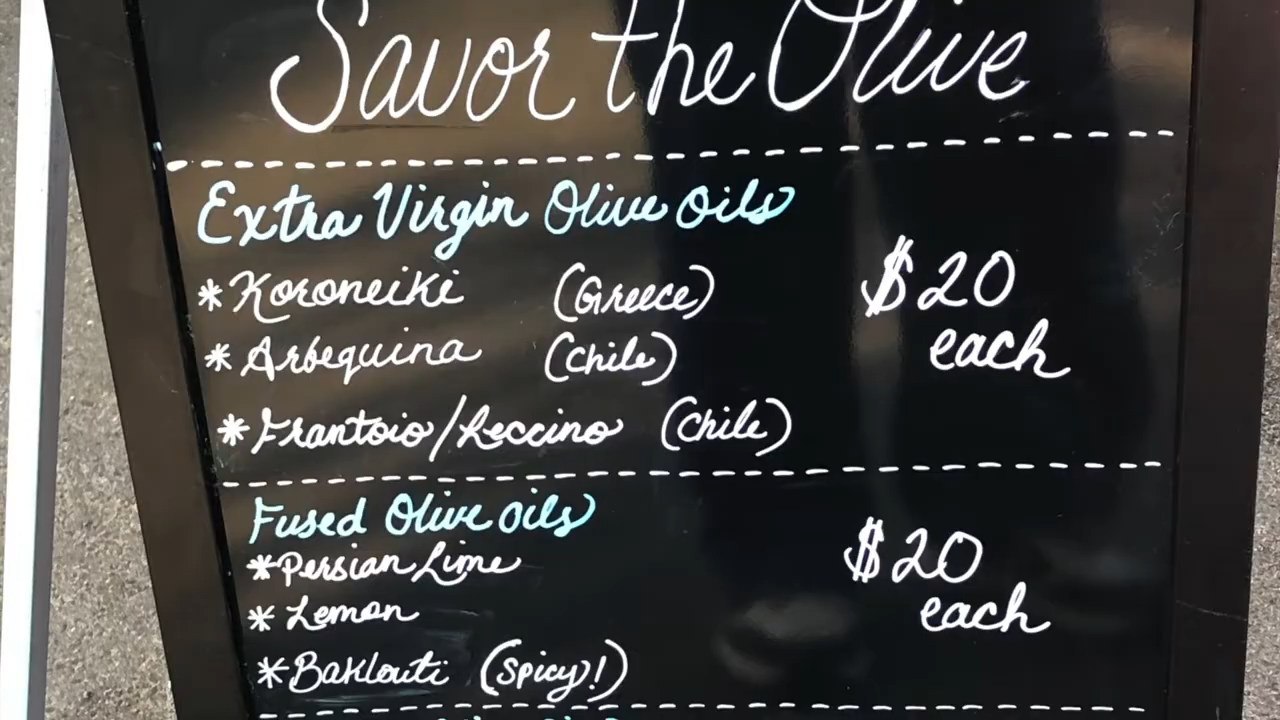 Savor the Olive
Extra Virgin Olive Oils
* Koroneiki (Greece) $20
each
* Arbequina (Chile)
* Frantoio/Leccino (Chile)
Fused Olive Oils
* Persian Lime $20
each
* Lemon
* Baklouti (Spicy!)